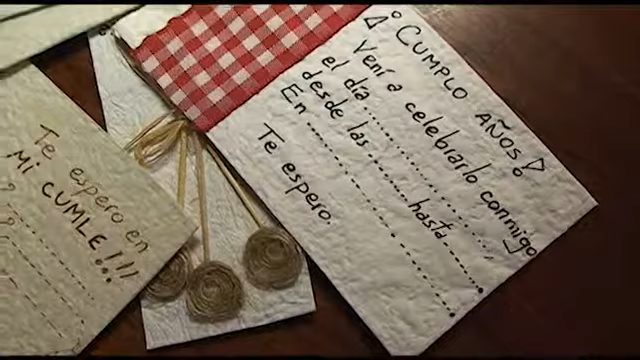 ¡CUMPLO AÑOS!
Vení a celebrarlo conmigo
el día....................
desde las........hasta........
En....................
Te espero.
Te espero en
MI CUMLE!!!